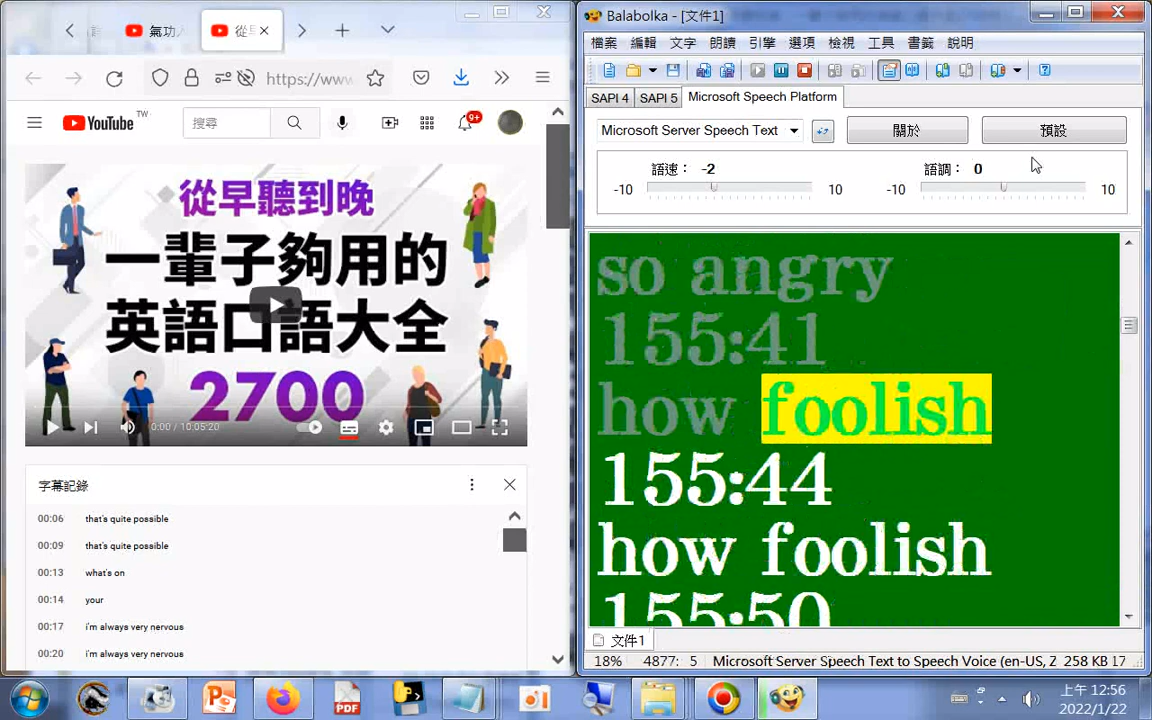 氣功
從
https://www
YouTube TW
搜尋
9+
從早聽到晚
一輩子夠用的
英語口語大全
2700
0:00 / 10:05:20
字幕記錄
00:06 that's quite possible
00:09 that's quite possible
00:13 what's on
00:14 your
00:17 i'm always very nervous
00:20 i'm always very nervous
Balabolka - [文件1]
檔案 編輯 文字 朗讀 引擎 選項 檢視 工具 書籤 說明
SAPI 4 SAPI 5 Microsoft Speech Platform
Microsoft Server Speech Text 關於 預設
語速： -2 語調： 0
-10 10 -10 10
so angry
155:41
how foolish
155:44
how foolish
155:50
文件1
18% 4877: 5 Microsoft Server Speech Text to Speech Voice (en-US, Z 258 KB 17
PDF
上午 12:56
2022/1/22